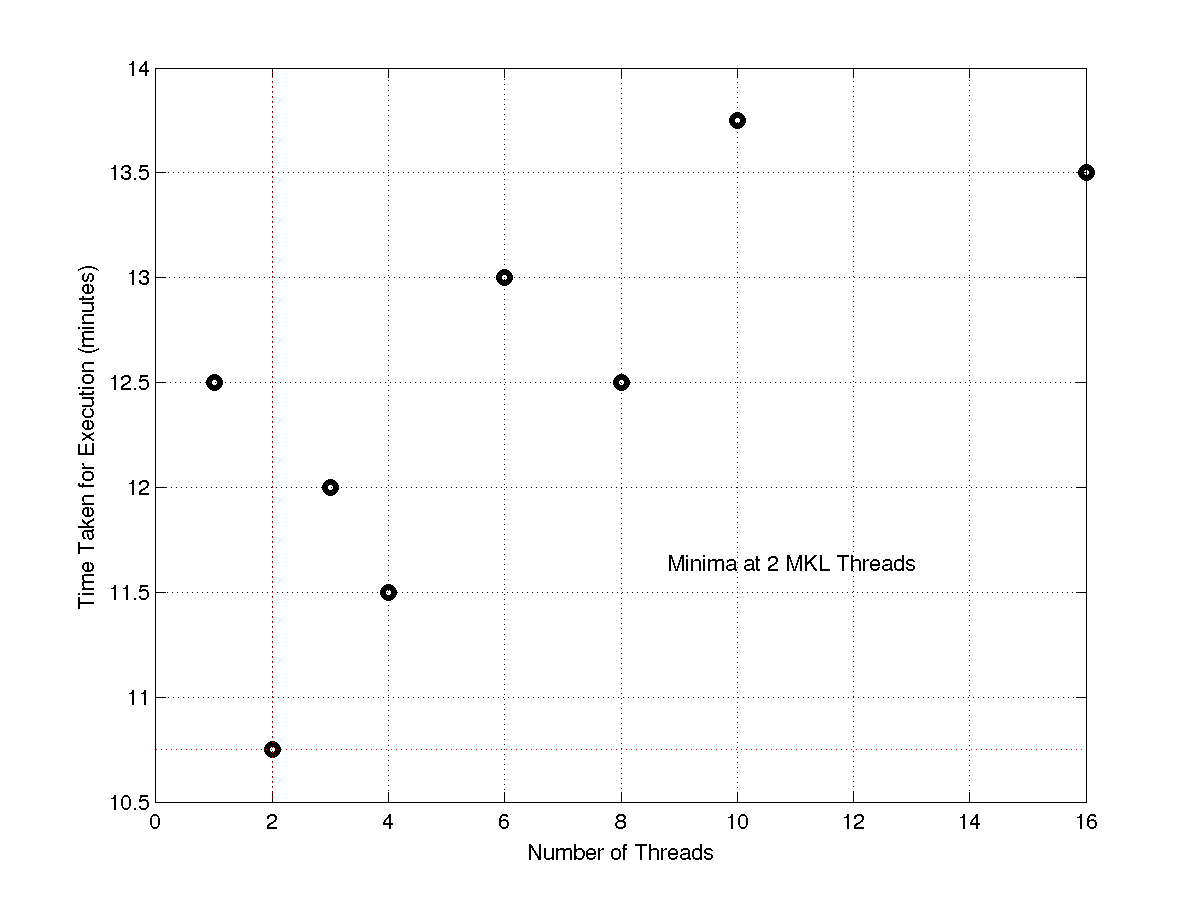 14
13.5
13
12.5
12
11.5
11
10.5
Time Taken for Execution (minutes)
Minima at 2 MKL Threads
0 2 4 6 8 10 12 14 16
Number of Threads